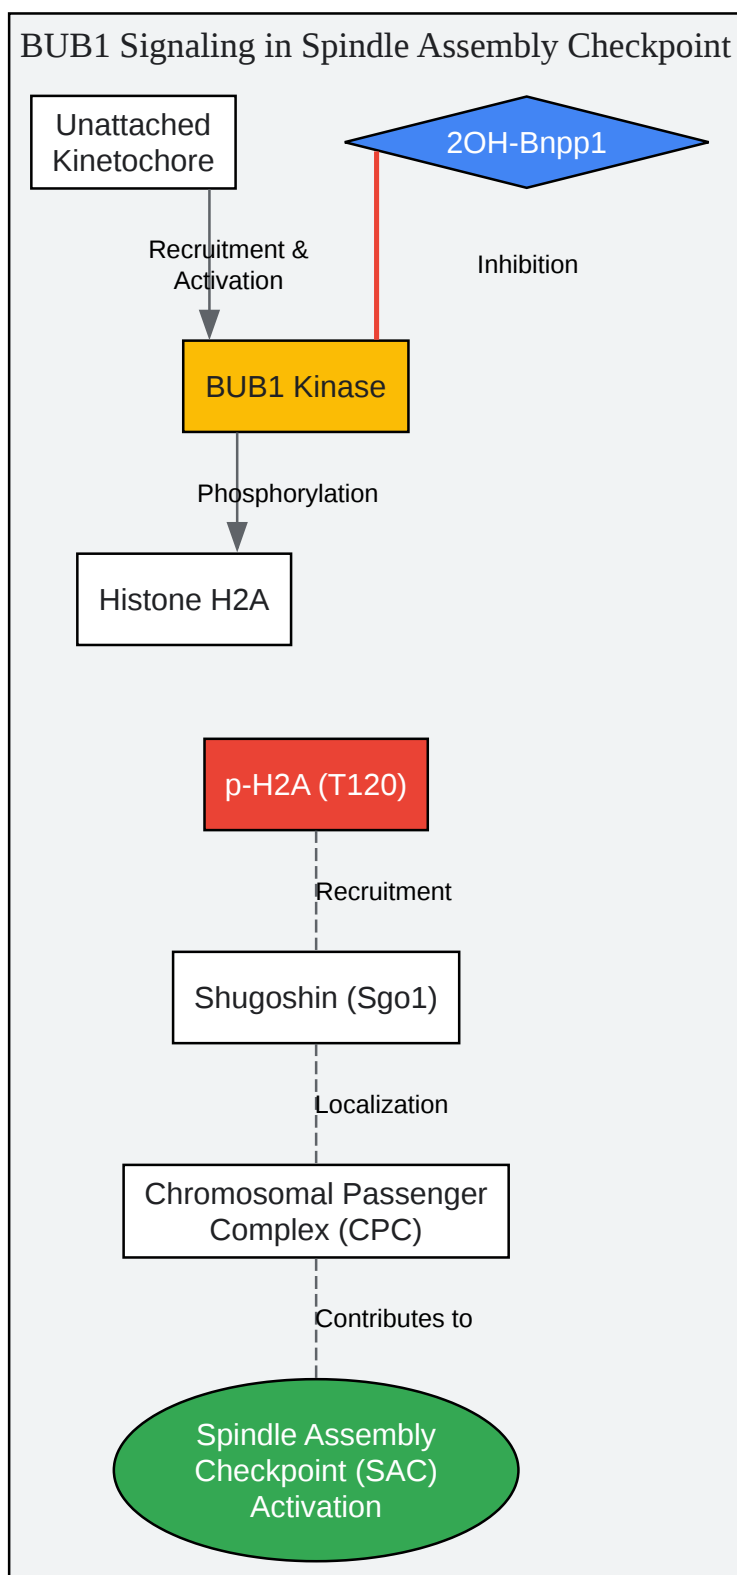 BUB1 Signaling in Spindle Assembly Checkpoint
Unattached
Kinetochore
2OH-Bnpp1
Recruitment &
Activation
Inhibition
BUB1 Kinase
Phosphorylation
Histone H2A
p-H2A (T120)
Recruitment
Shugoshin (Sgo1)
Localization
Chromosomal Passenger
Complex (CPC)
Contributes to
Spindle Assembly
Checkpoint (SAC)
Activation